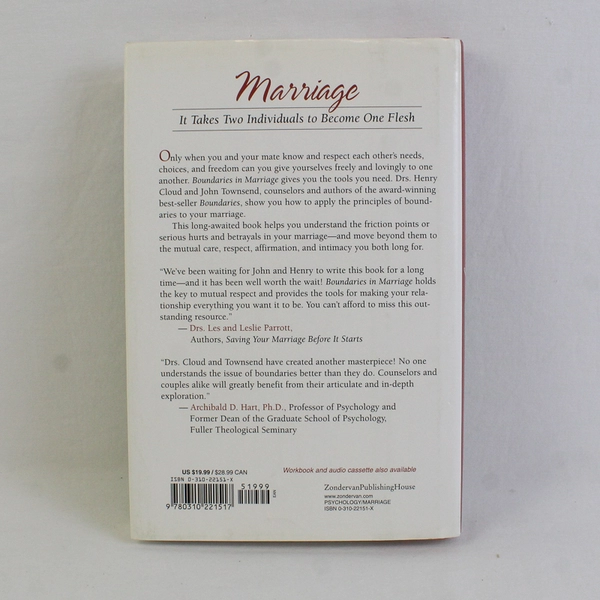 Marriage
It Takes Two Individuals to Become One Flesh
Only when you and your mate know and respect each other's needs,
choices, and freedom can you give yourselves freely and lovingly to one
another. Boundaries in Marriage gives you the tools you need. Drs. Henry
Cloud and John Townsend, counselors and authors of the award-winning
best-seller Boundaries, show you how to apply the principles of bound-
aries to your marriage.
This long-awaited book helps you understand the friction points or
serious hurts and betrayals in your marriage—and move beyond them to
the mutual care, respect, affirmation, and intimacy you both long for.
“We've been waiting for John and Henry to write this book for a long
time—and it has been well worth the wait! Boundaries in Marriage holds
the key to mutual respect and provides the tools for making your rela-
tionship everything you want it to be. You can't afford to miss this out-
standing resource.”
— Drs. Les and Leslie Parrott,
Authors, Saving Your Marriage Before It Starts
“Drs. Cloud and Townsend have created another masterpiece! No one
understands the issue of boundaries better than they do. Counselors and
couples alike will greatly benefit from their articulate and in-depth
exploration.”
— Archibald D. Hart, Ph.D., Professor of Psychology and
Former Dean of the Graduate School of Psychology,
Fuller Theological Seminary
US $19.99 / $28.99 CAN
ISBN 0-310-22151-X
51999
9 780310 221517
Workbook and audio cassette also available
ZondervanPublishingHouse
www.zondervan.com
PSYCHOLOGY/MARRIAGE
ISBN 0-310-22151-X